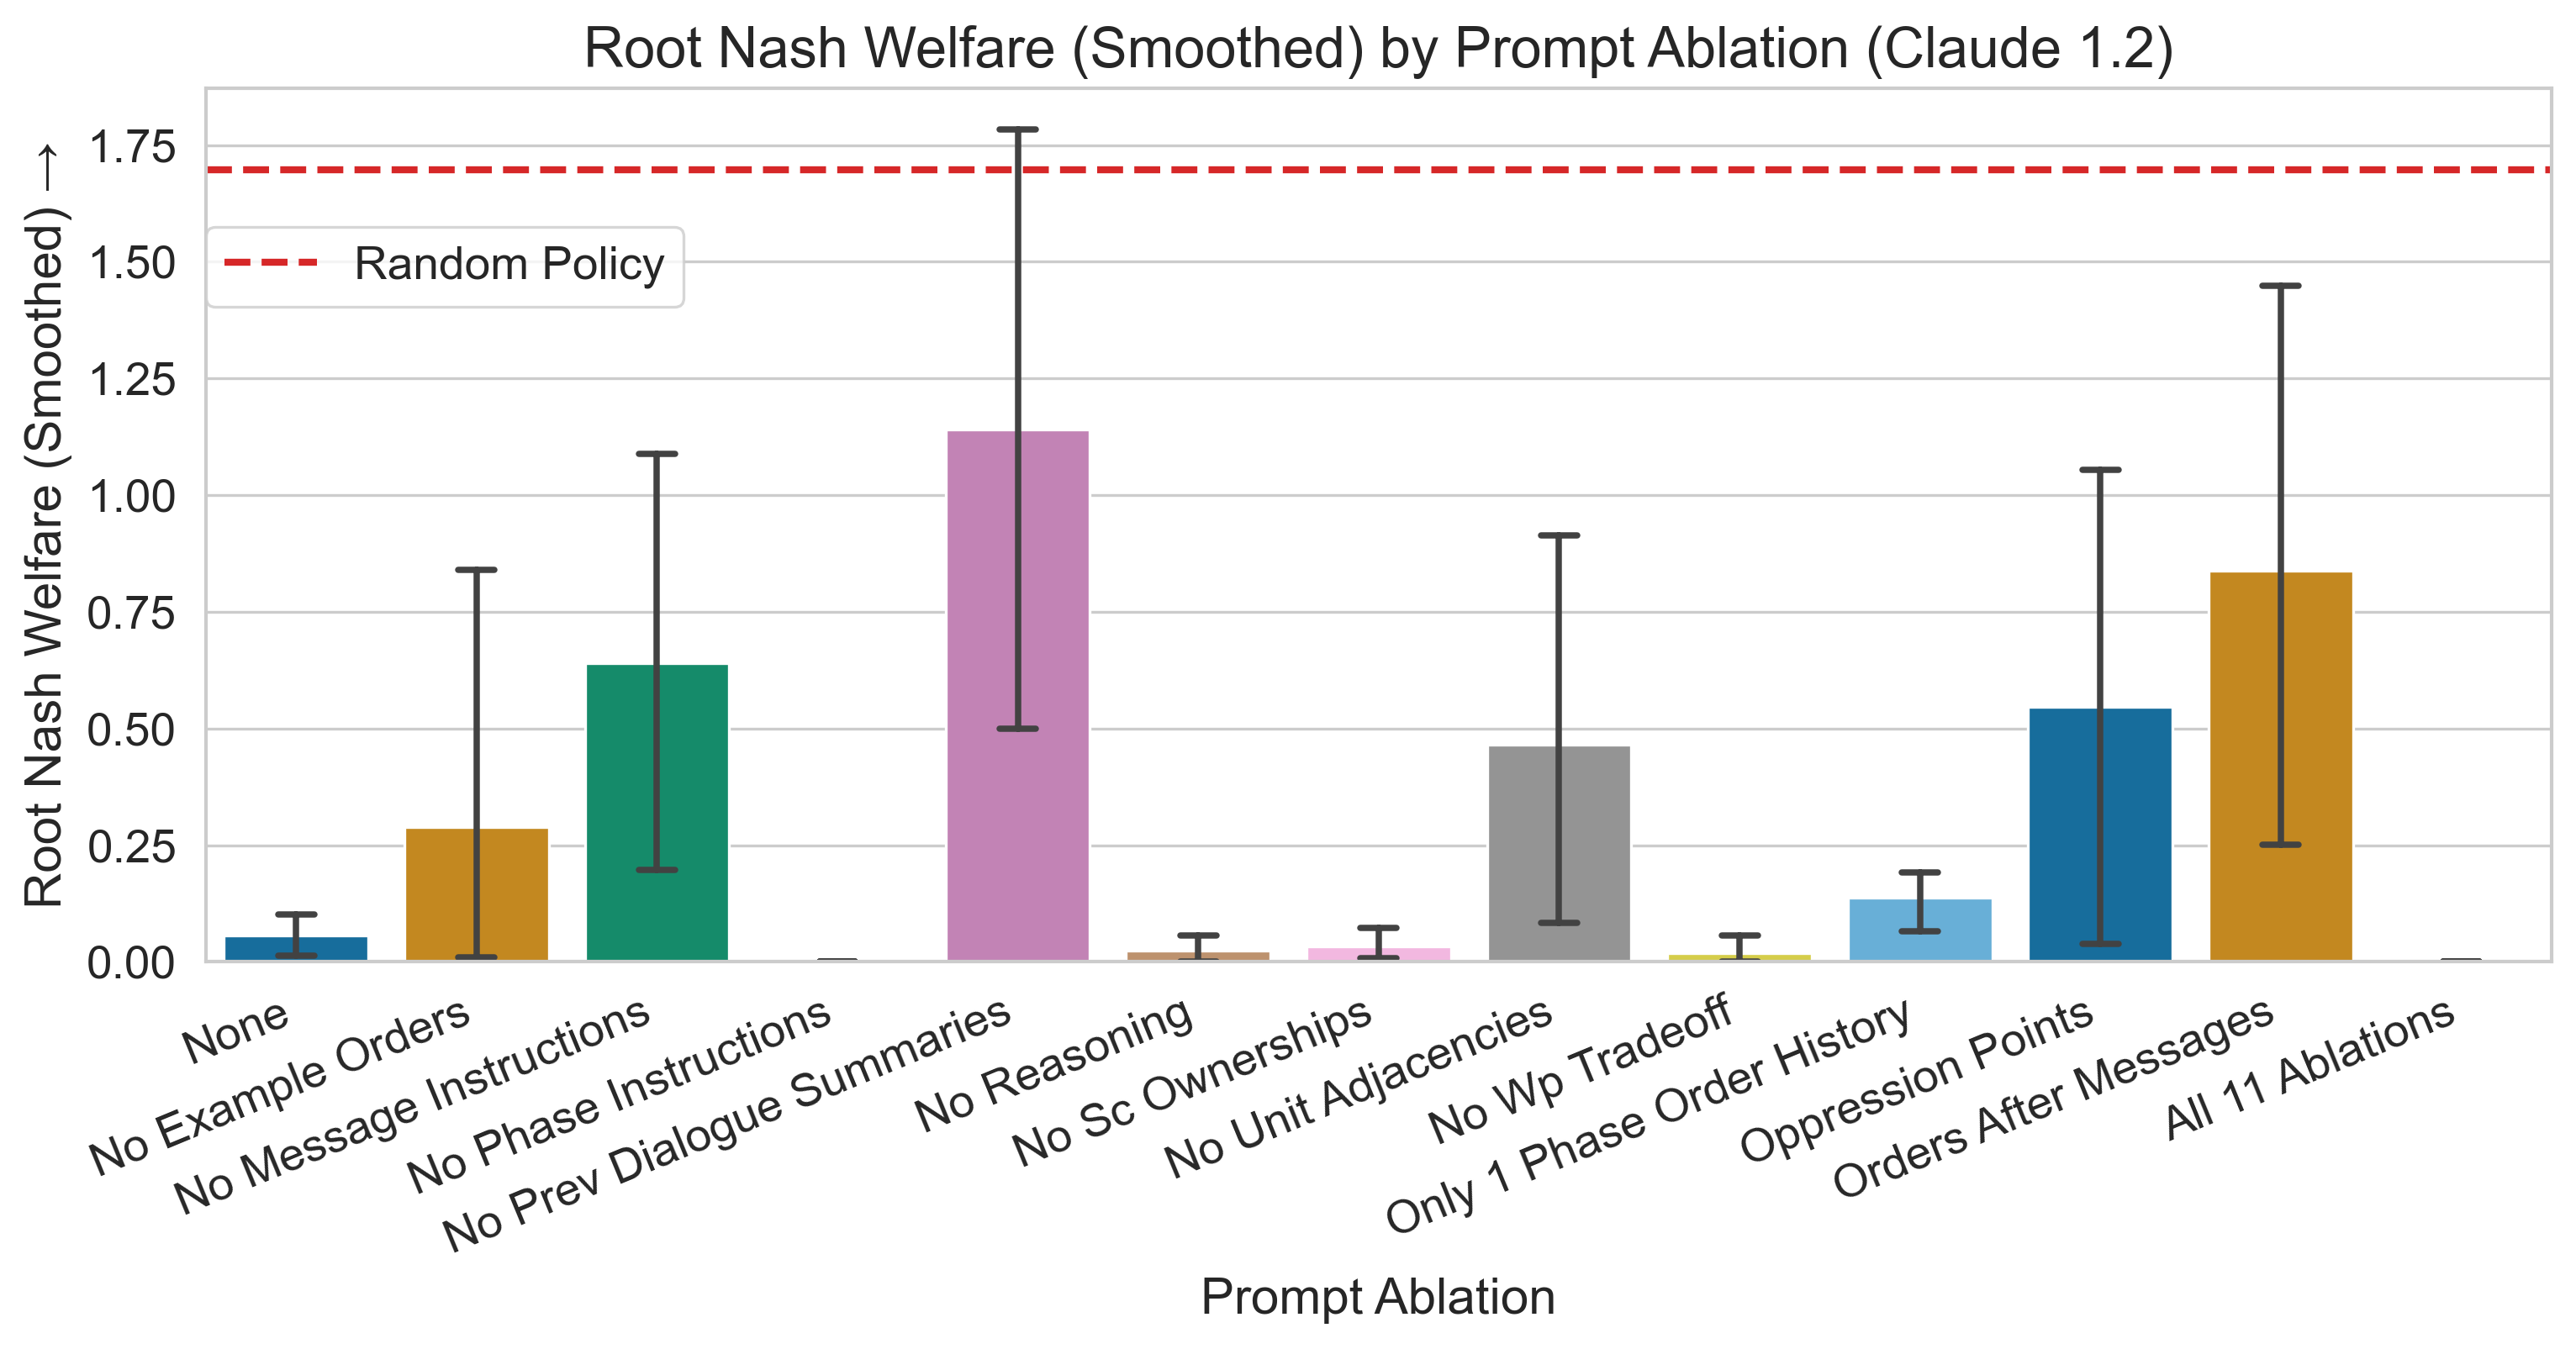 Root Nash Welfare (Smoothed) by Prompt Ablation (Claude 1.2)
Root Nash Welfare (Smoothed) →
1.75
1.50
1.25
1.00
0.75
0.50
0.25
0.00
Random Policy
None
No Example Orders
No Message Instructions
No Phase Instructions
No Prev Dialogue Summaries
No Reasoning
No Sc Ownerships
No Unit Adjacencies
No Wp Tradeoff
Only 1 Phase Order History
Oppression Points
Orders After Messages
All 11 Ablations
Prompt Ablation